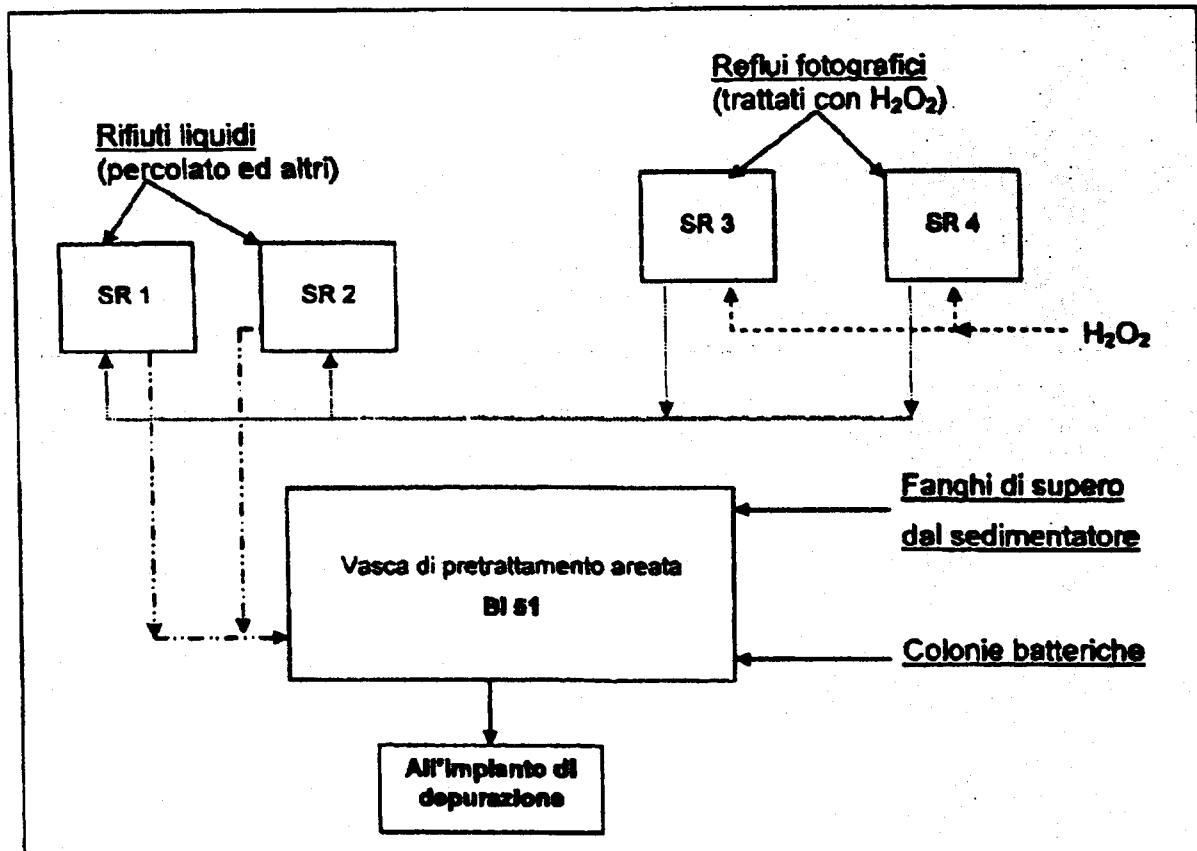 Reflui fotografici
(trattati con H₂O₂)
Rifiuti liquidi
(percolato ed altri)
SR 3
SR 4
SR 1
SR 2
H₂O₂
Fanghi di supero
dal sedimentatore
Vasca di pretrattamento areata
BI 51
Colonie batteriche
All'impianto di
depurazione